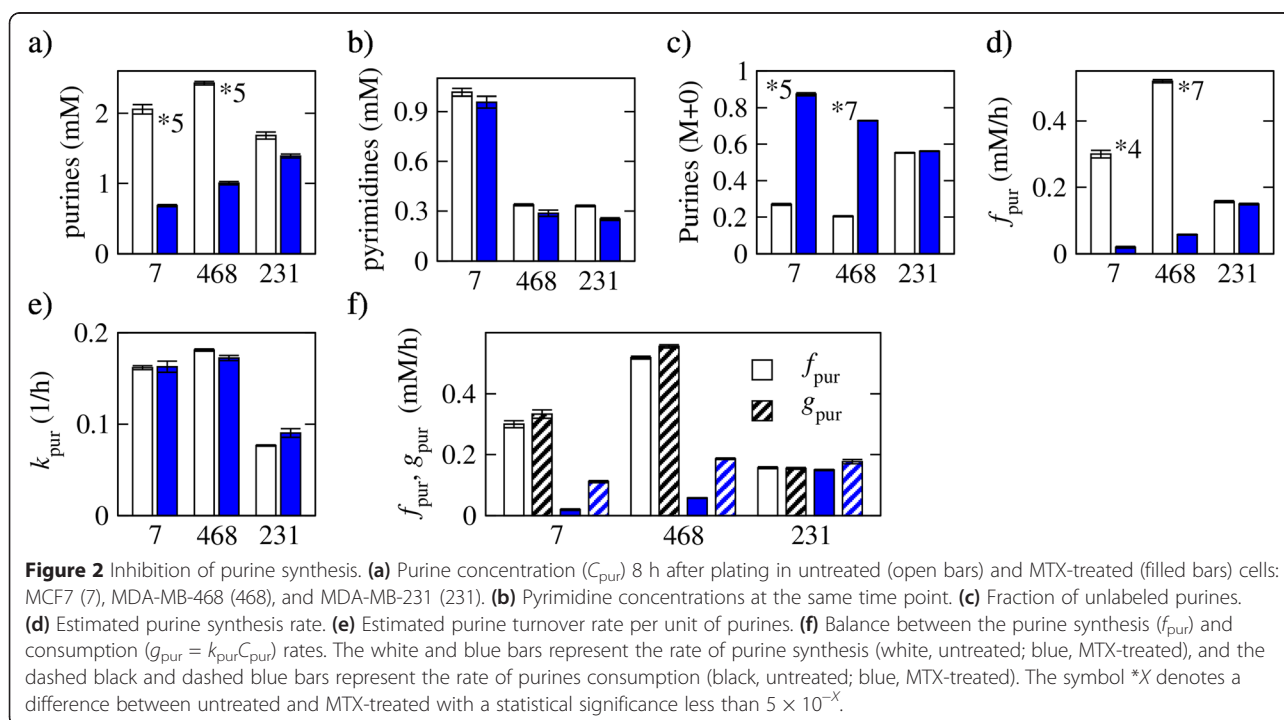 a)
b)
c)
d)
purines (mM)
2
1
0
*5
*5
7 468 231
pyrimidines (mM)
0.9
0.6
0.3
0
7 468 231
Purines (M+0)
1
0.8
0.6
0.4
0.2
0
*5
*7
7 468 231
fpur (mM/h)
0.4
0.2
0
*4
*7
7 468 231
e)
f)
kpur (1/h)
0.2
0.1
0
7 468 231
fpur, gpur (mM/h)
0.4
0.2
0
fpur
gpur
7 468 231
Figure 2 Inhibition of purine synthesis. (a) Purine concentration (Cpur) 8 h after plating in untreated (open bars) and MTX-treated (filled bars) cells:
MCF7 (7), MDA-MB-468 (468), and MDA-MB-231 (231). (b) Pyrimidine concentrations at the same time point. (c) Fraction of unlabeled purines.
(d) Estimated purine synthesis rate. (e) Estimated purine turnover rate per unit of purines. (f) Balance between the purine synthesis (fpur) and
consumption (gpur = kpurCpur) rates. The white and blue bars represent the rate of purine synthesis (white, untreated; blue, MTX-treated), and the
dashed black and dashed blue bars represent the rate of purines consumption (black, untreated; blue, MTX-treated). The symbol *X denotes a
difference between untreated and MTX-treated with a statistical significance less than 5 × 10⁻ˣ.